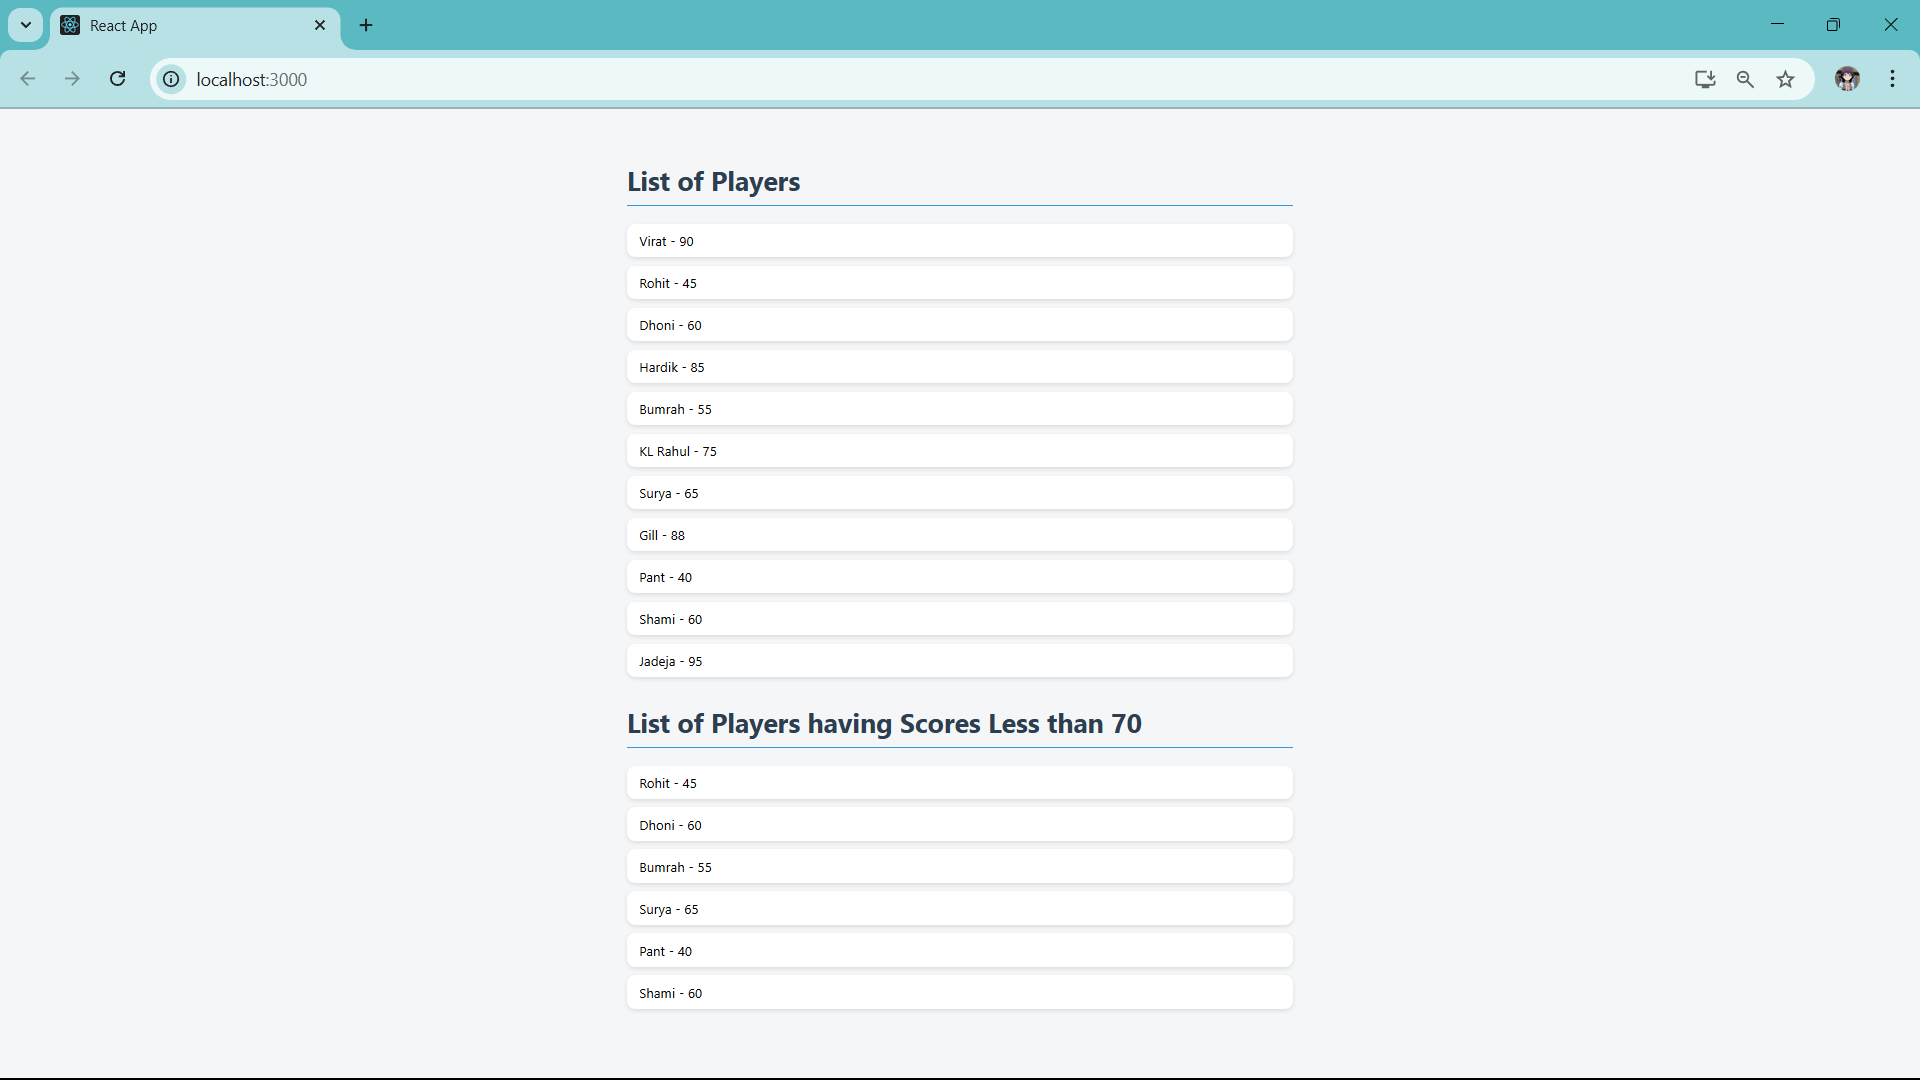 React App
localhost:3000
List of Players
Virat - 90
Rohit - 45
Dhoni - 60
Hardik - 85
Bumrah - 55
KL Rahul - 75
Surya - 65
Gill - 88
Pant - 40
Shami - 60
Jadeja - 95
List of Players having Scores Less than 70
Rohit - 45
Dhoni - 60
Bumrah - 55
Surya - 65
Pant - 40
Shami - 60